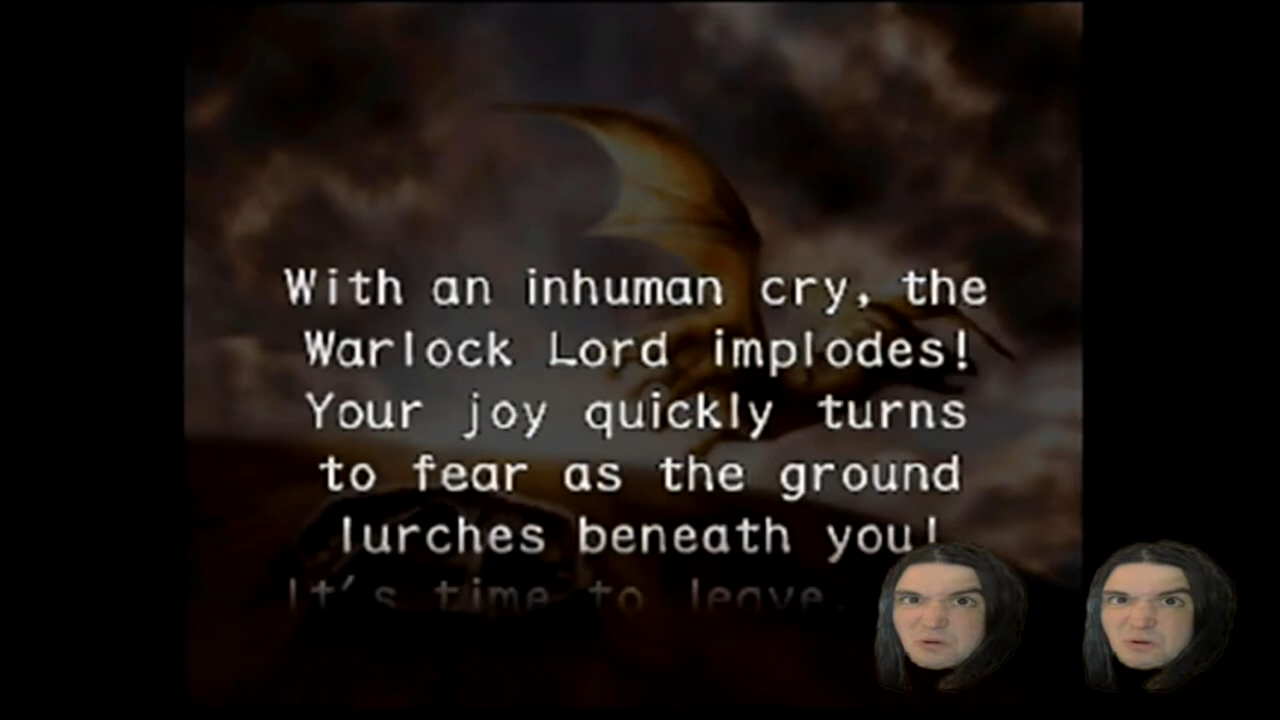 With an inhuman cry, the
Warlock Lord implodes!
Your joy quickly turns
to fear as the ground
lurches beneath you!
It's time to leave.